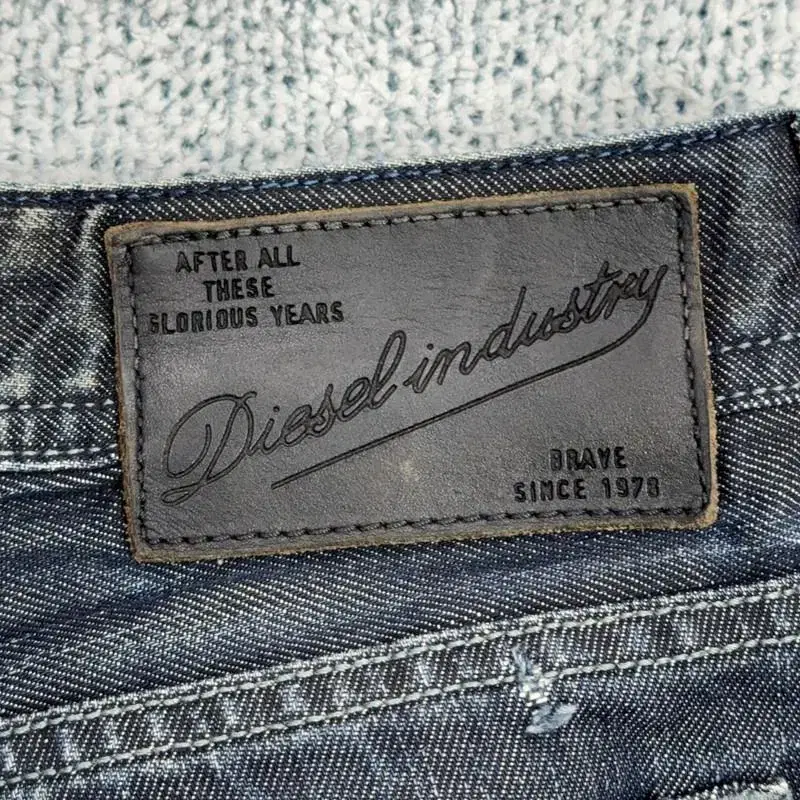 AFTER ALL
THESE
GLORIOUS YEARS
Diesel industry
BRAVE
SINCE 1978